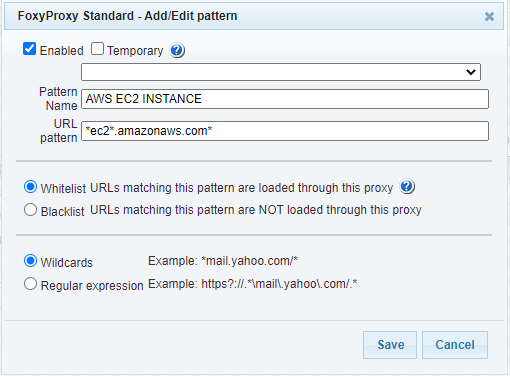 FoxyProxy Standard - Add/Edit pattern
Enabled Temporary
Pattern Name AWS EC2 INSTANCE
URL pattern *ec2*.amazonaws.com*
Whitelist URLs matching this pattern are loaded through this proxy
Blacklist URLs matching this pattern are NOT loaded through this proxy
Wildcards Example: *mail.yahoo.com/*
Regular expression Example: https?://.*\mail\.yahoo\.com/.*
Save Cancel